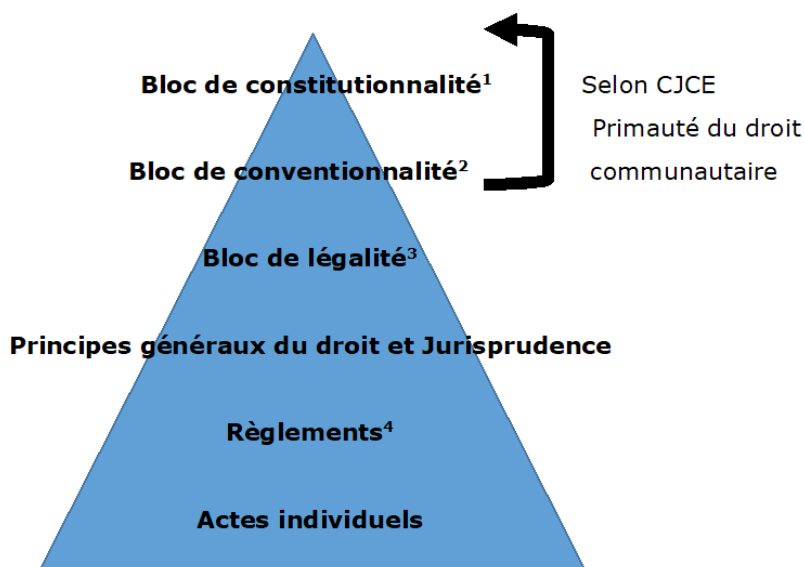 Bloc de constitutionnalité¹
Selon CJCE
Primauté du droit
Bloc de conventionnalité²
communautaire
Bloc de légalité³
Principes généraux du droit et Jurisprudence
Règlements⁴
Actes individuels